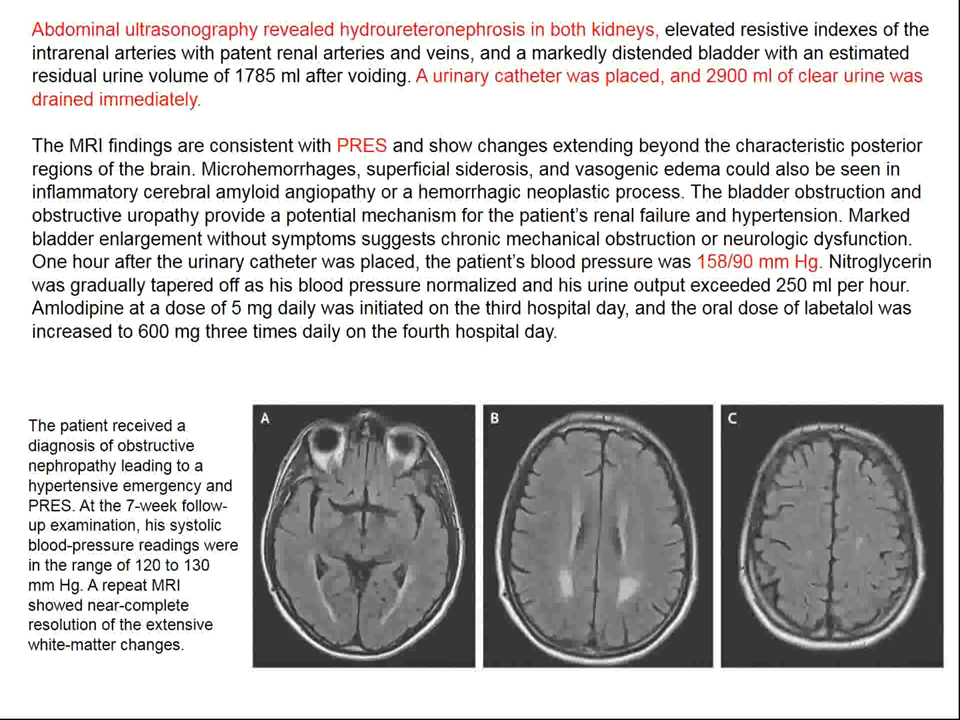 Abdominal ultrasonography revealed hydroureteronephrosis in both kidneys, elevated resistive indexes of the
intrarenal arteries with patent renal arteries and veins, and a markedly distended bladder with an estimated
residual urine volume of 1785 ml after voiding. A urinary catheter was placed, and 2900 ml of clear urine was
drained immediately.
The MRI findings are consistent with PRES and show changes extending beyond the characteristic posterior
regions of the brain. Microhemorrhages, superficial siderosis, and vasogenic edema could also be seen in
inflammatory cerebral amyloid angiopathy or a hemorrhagic neoplastic process. The bladder obstruction and
obstructive uropathy provide a potential mechanism for the patient's renal failure and hypertension. Marked
bladder enlargement without symptoms suggests chronic mechanical obstruction or neurologic dysfunction.
One hour after the urinary catheter was placed, the patient's blood pressure was 158/90 mm Hg. Nitroglycerin
was gradually tapered off as his blood pressure normalized and his urine output exceeded 250 ml per hour.
Amlodipine at a dose of 5 mg daily was initiated on the third hospital day, and the oral dose of labetalol was
increased to 600 mg three times daily on the fourth hospital day.
The patient received a
diagnosis of obstructive
nephropathy leading to a
hypertensive emergency and
PRES. At the 7-week follow-
up examination, his systolic
blood-pressure readings were
in the range of 120 to 130
mm Hg. A repeat MRI
showed near-complete
resolution of the extensive
white-matter changes.
A
B
C